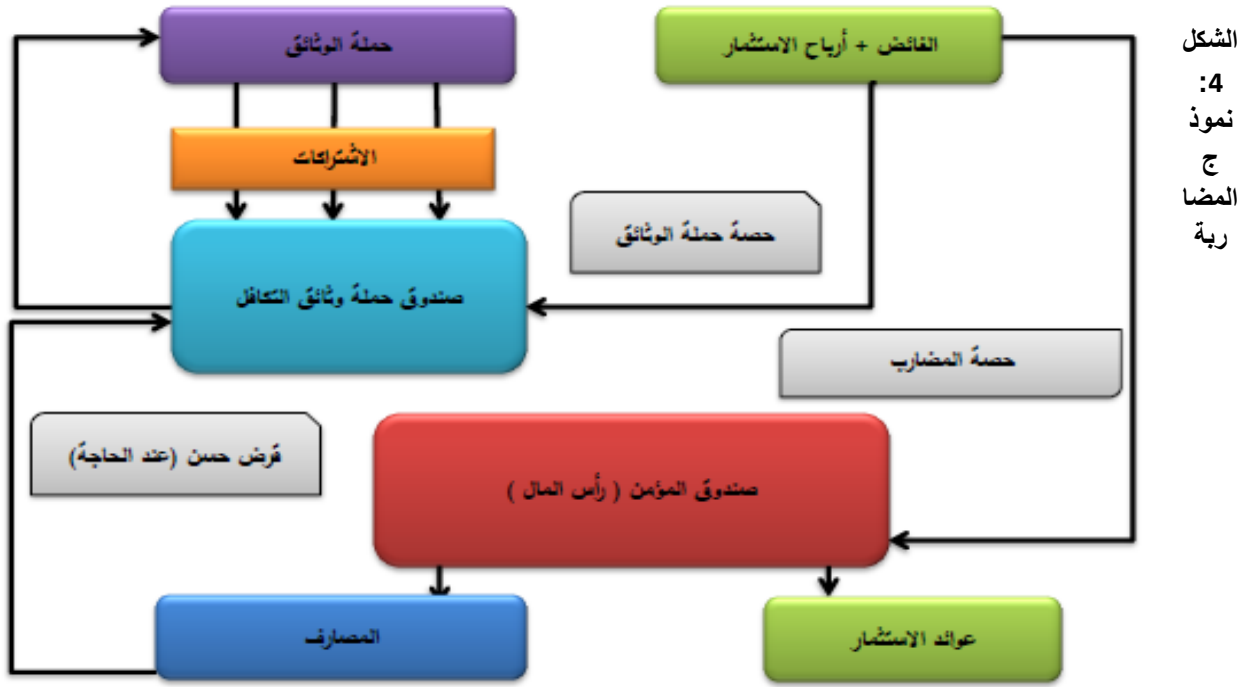 الشكل
4:
نموذ
ج
المضا
ربة
حملة الوثائق
الفائض + أرباح الاستثمار
الاشتراكات
حصة حملة الوثائق
صندوق حملة وثائق التكافل
حصة المضارب
قرض حسن (عند الحاجة)
صندوق المؤمن ( رأس المال )
المصارف
عوائد الاستثمار